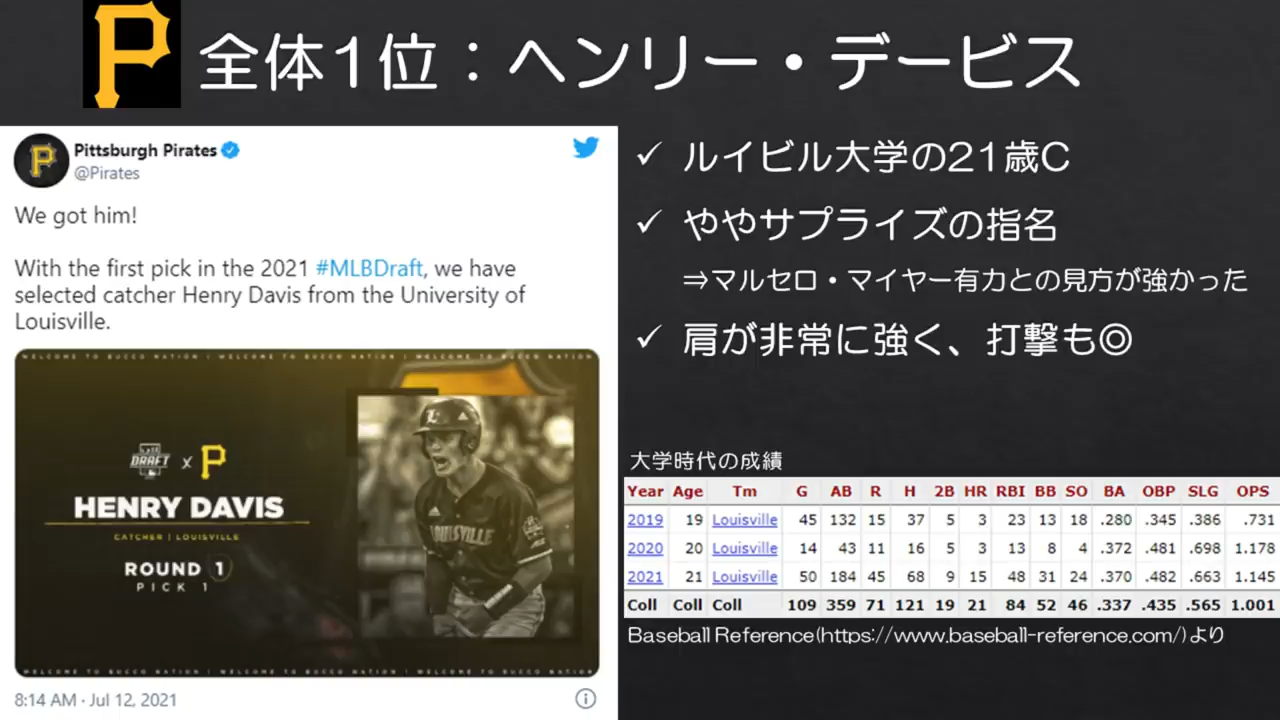 P 全体1位：ヘンリー・デービス
Pittsburgh Pirates
@Pirates
We got him!
With the first pick in the 2021 #MLBDraft, we have
selected catcher Henry Davis from the University of
Louisville.
WELCOME TO BUCCO NATION | WELCOME TO BUCCO NATION | WELCOME TO BUCCO NATION
DRAFT x P
HENRY DAVIS
CATCHER | LOUISVILLE
ROUND 1
PICK 1
L
LOUISVILLE
WELCOME TO BUCCO NATION | WELCOME TO BUCCO NATION | WELCOME TO BUCCO NATION
8:14 AM · Jul 12, 2021
✓ ルイビル大学の21歳C
✓ ややサプライズの指名
⇒マルセロ・マイヤー有力との見方が強かった
✓ 肩が非常に強く、打撃も◎
大学時代の成績
Year Age Tm G AB R H 2B HR RBI BB SO BA OBP SLG OPS
2019 19 Louisville 45 132 15 37 5 3 23 13 18 .280 .345 .386 .731
2020 20 Louisville 14 43 11 16 5 3 13 8 4 .372 .481 .698 1.178
2021 21 Louisville 50 184 45 68 9 15 48 31 24 .370 .482 .663 1.145
Coll Coll Coll 109 359 71 121 19 21 84 52 46 .337 .435 .565 1.001
Baseball Reference(https://www.baseball-reference.com/)より